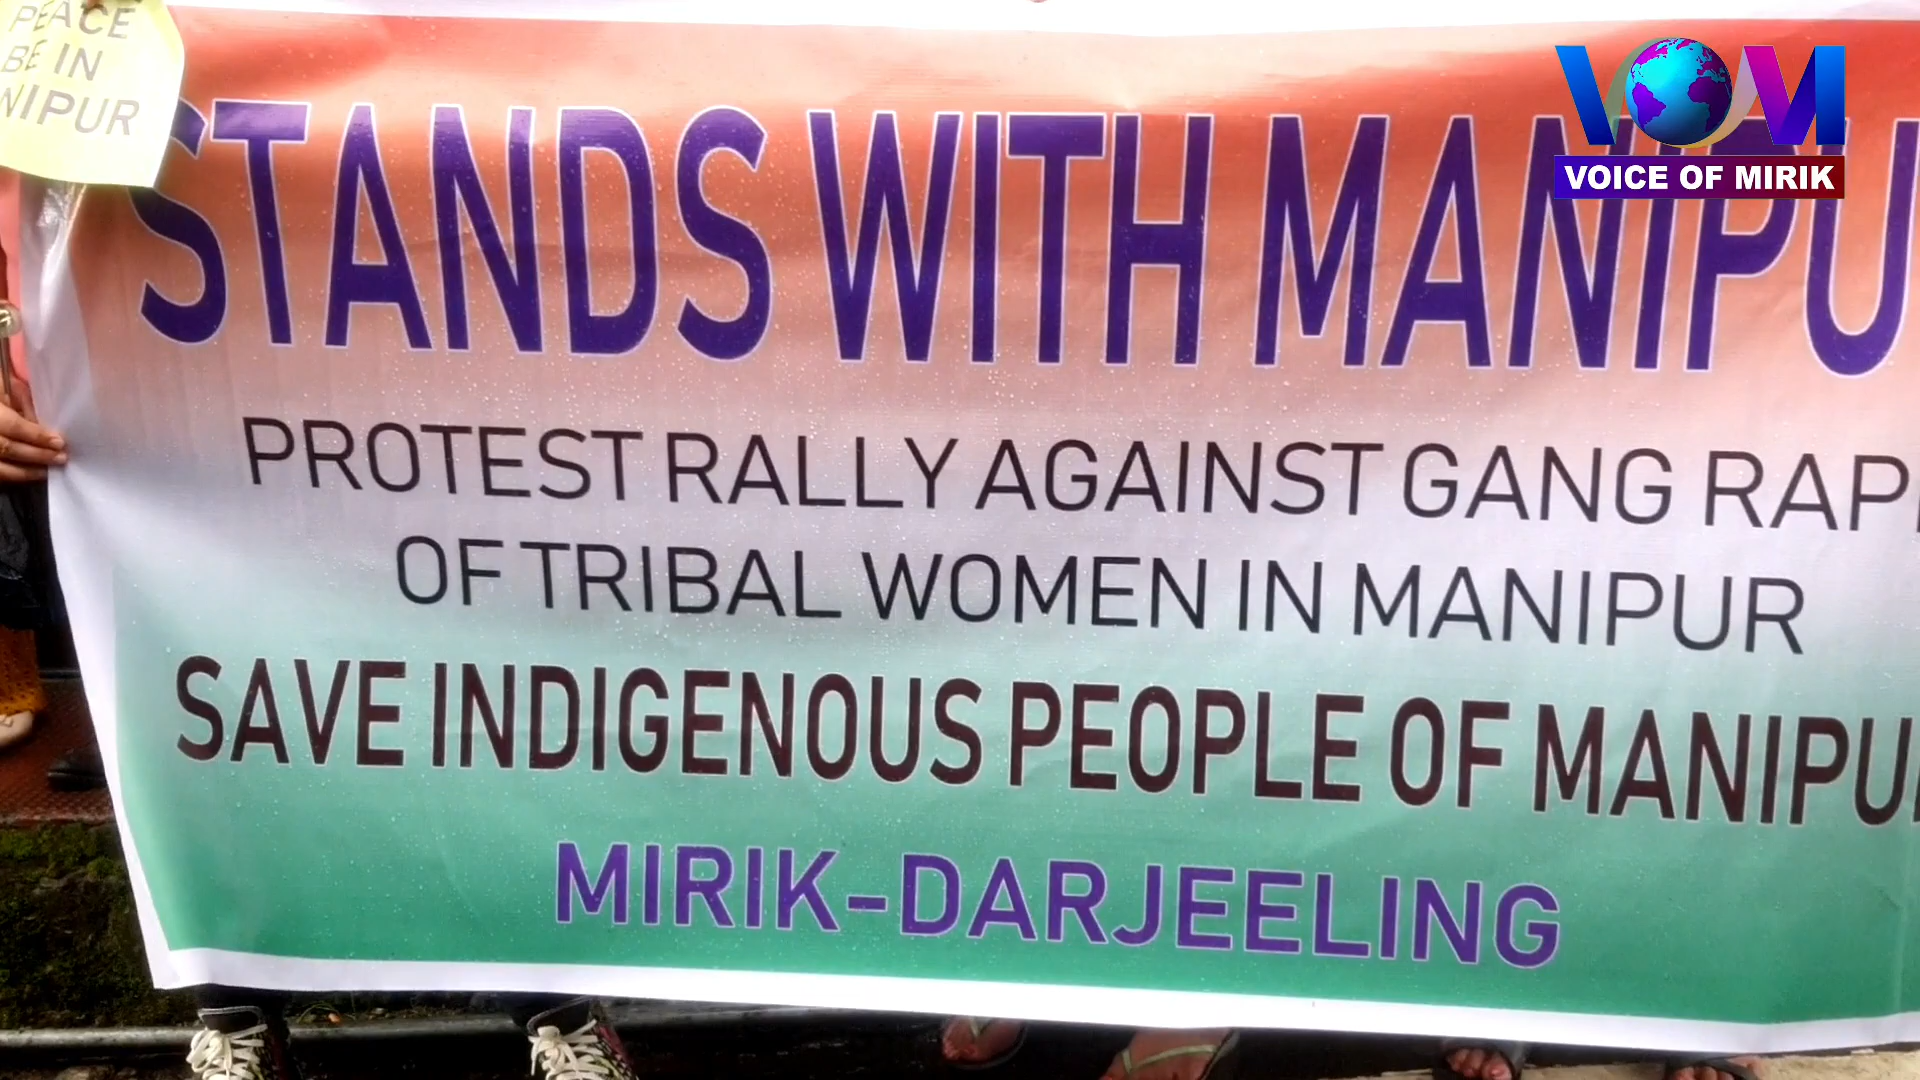 PEACE
BE IN
NIPUR
STANDS WITH MANIPU
PROTEST RALLY AGAINST GANG RAP
OF TRIBAL WOMEN IN MANIPUR
SAVE INDIGENOUS PEOPLE OF MANIPU
MIRIK-DARJEELING
VOM
VOICE OF MIRIK